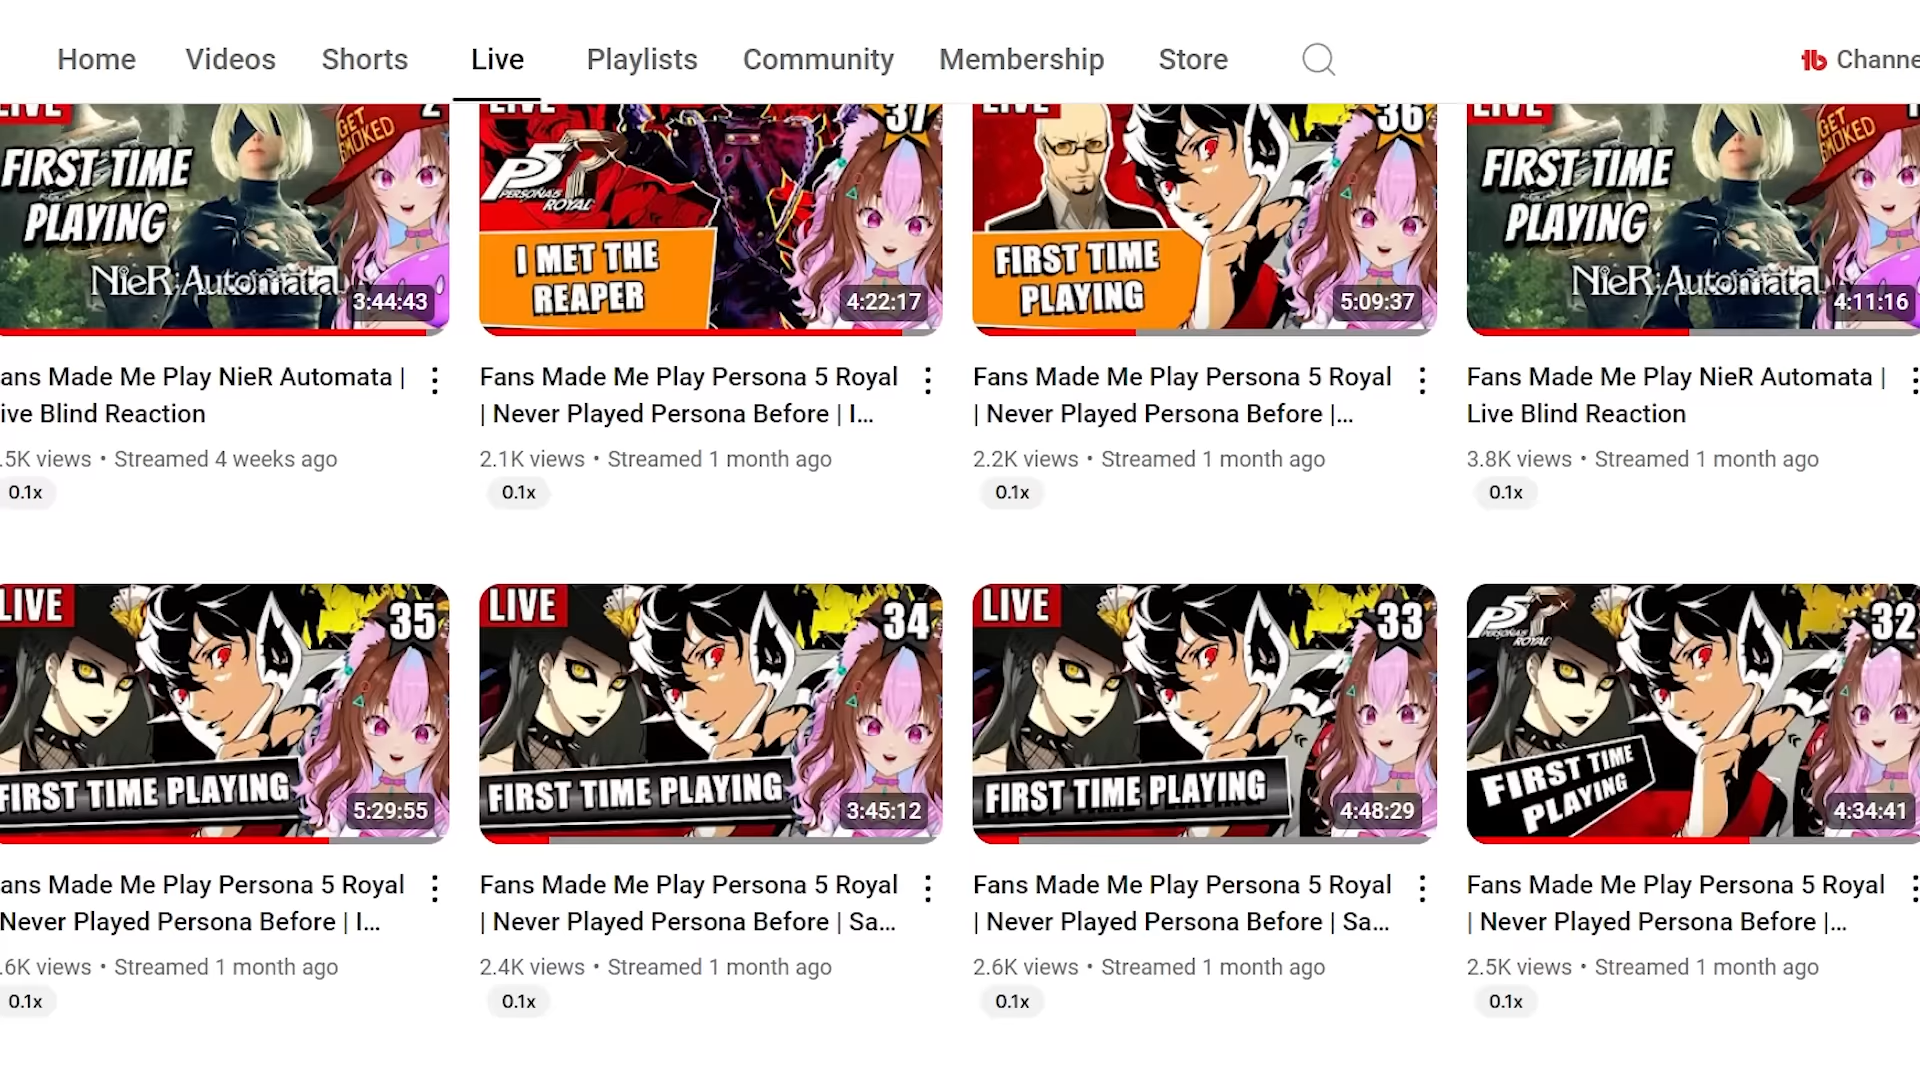 Home Videos Shorts Live Playlists Community Membership Store Channe
LIVE GET SMOKED 2
FIRST TIME
PLAYING
NieR:Automata
3:44:43
LIVE 37
P5R
PERSONA5
ROYAL
I MET THE
REAPER
4:22:17
LIVE 36
FIRST TIME
PLAYING
5:09:37
LIVE GET SMOKED
FIRST TIME
PLAYING
NieR:Automata
4:11:16
ans Made Me Play NieR Automata |
ive Blind Reaction
.5K views • Streamed 4 weeks ago
0.1x
Fans Made Me Play Persona 5 Royal
| Never Played Persona Before | I...
2.1K views • Streamed 1 month ago
0.1x
Fans Made Me Play Persona 5 Royal
| Never Played Persona Before |...
2.2K views • Streamed 1 month ago
0.1x
Fans Made Me Play NieR Automata |
Live Blind Reaction
3.8K views • Streamed 1 month ago
0.1x
LIVE 35
FIRST TIME PLAYING
5:29:55
LIVE 34
FIRST TIME PLAYING
3:45:12
LIVE 33
FIRST TIME PLAYING
4:48:29
P5R
PERSONA5
ROYAL
32
FIRST TIME
PLAYING
4:34:41
ans Made Me Play Persona 5 Royal
Never Played Persona Before | I...
.6K views • Streamed 1 month ago
0.1x
Fans Made Me Play Persona 5 Royal
| Never Played Persona Before | Sa...
2.4K views • Streamed 1 month ago
0.1x
Fans Made Me Play Persona 5 Royal
| Never Played Persona Before | Sa...
2.6K views • Streamed 1 month ago
0.1x
Fans Made Me Play Persona 5 Royal
| Never Played Persona Before |...
2.5K views • Streamed 1 month ago
0.1x